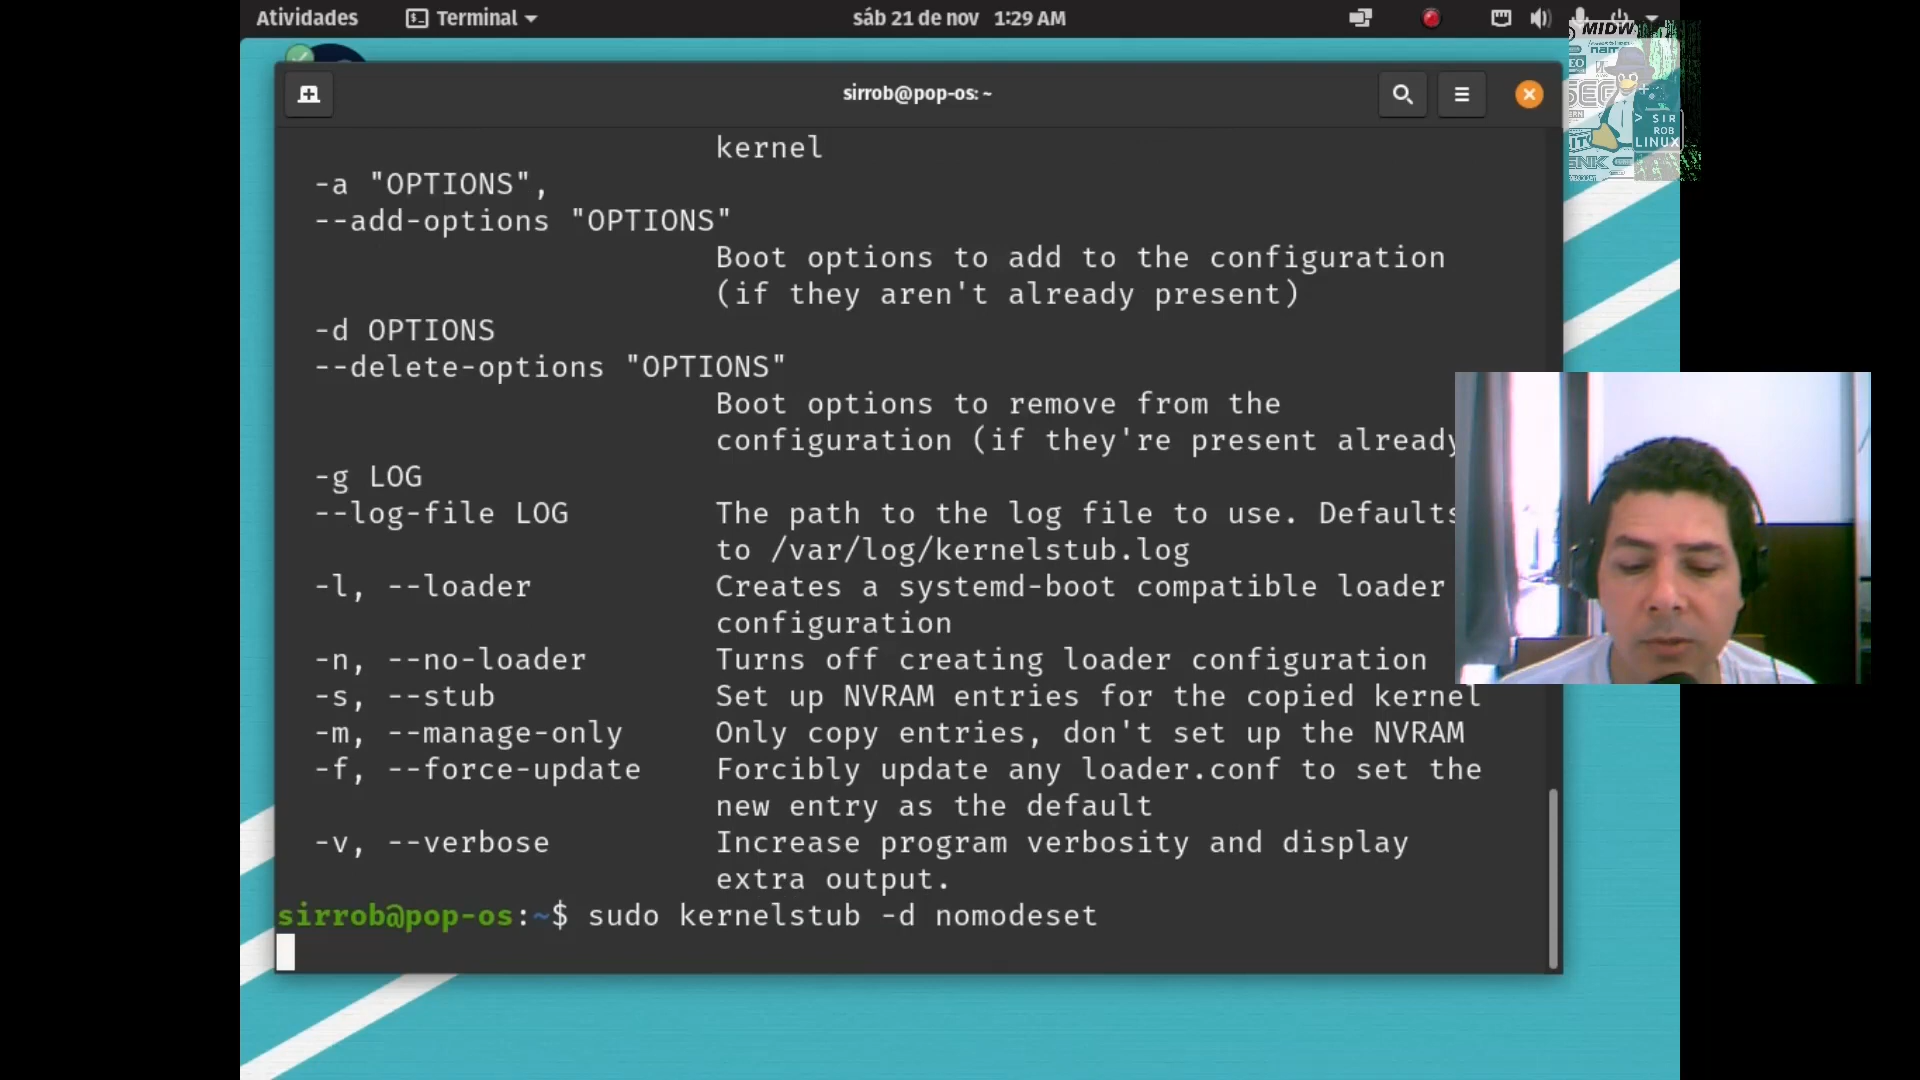 Atividades
Terminal
sáb 21 de nov 1:29 AM
MIDW
SIR
ROB
LINUX
sirrob@pop-os: ~
kernel
-a "OPTIONS",
--add-options "OPTIONS"
Boot options to add to the configuration
(if they aren't already present)
-d OPTIONS
--delete-options "OPTIONS"
Boot options to remove from the
configuration (if they're present already
-g LOG
--log-file LOG The path to the log file to use. Defaults
to /var/log/kernelstub.log
-l, --loader Creates a systemd-boot compatible loader
configuration
-n, --no-loader Turns off creating loader configuration
-s, --stub Set up NVRAM entries for the copied kernel
-m, --manage-only Only copy entries, don't set up the NVRAM
-f, --force-update Forcibly update any loader.conf to set the
new entry as the default
-v, --verbose Increase program verbosity and display
extra output.
sirrob@pop-os:~$ sudo kernelstub -d nomodeset